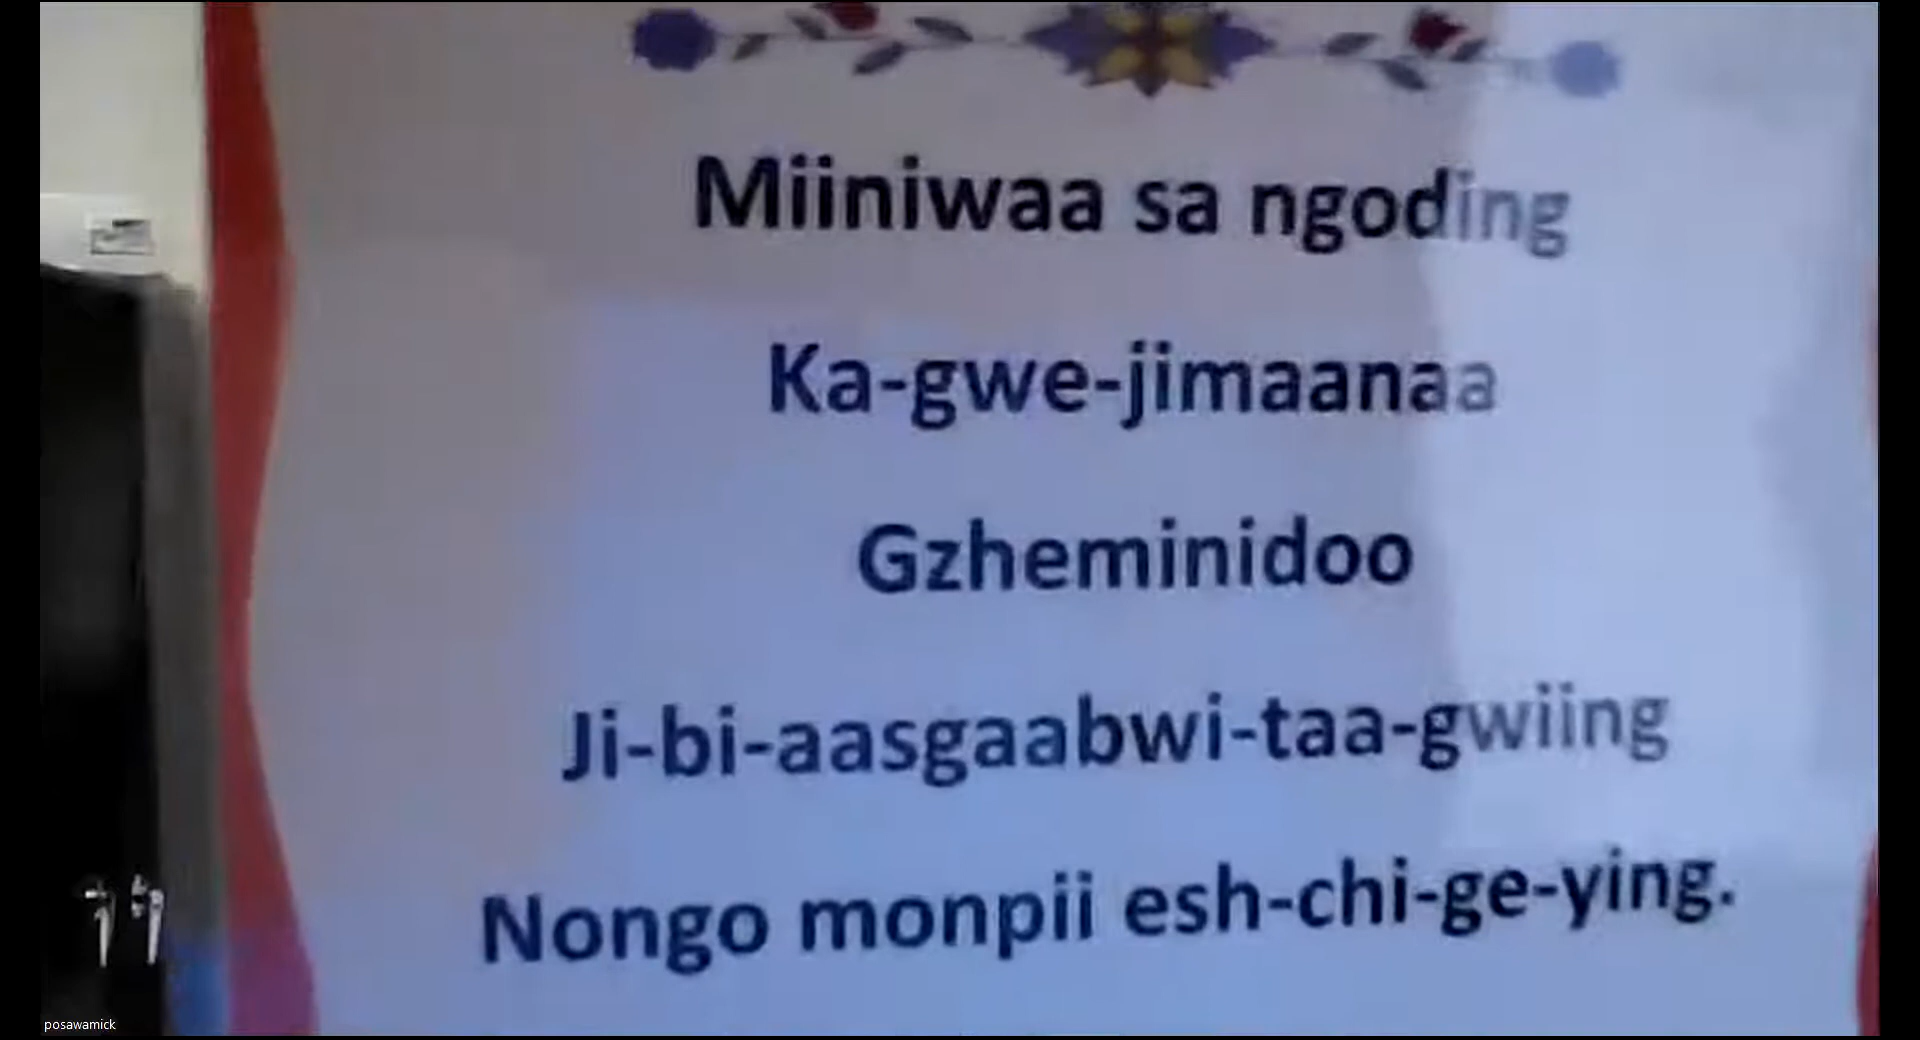 Miiniwaa sa ngoding
Ka-gwe-jimaanaa
Gzheminidoo
Ji-bi-aasgaabwi-taa-gwiing
Nongo monpii esh-chi-ge-ying.
posawamick